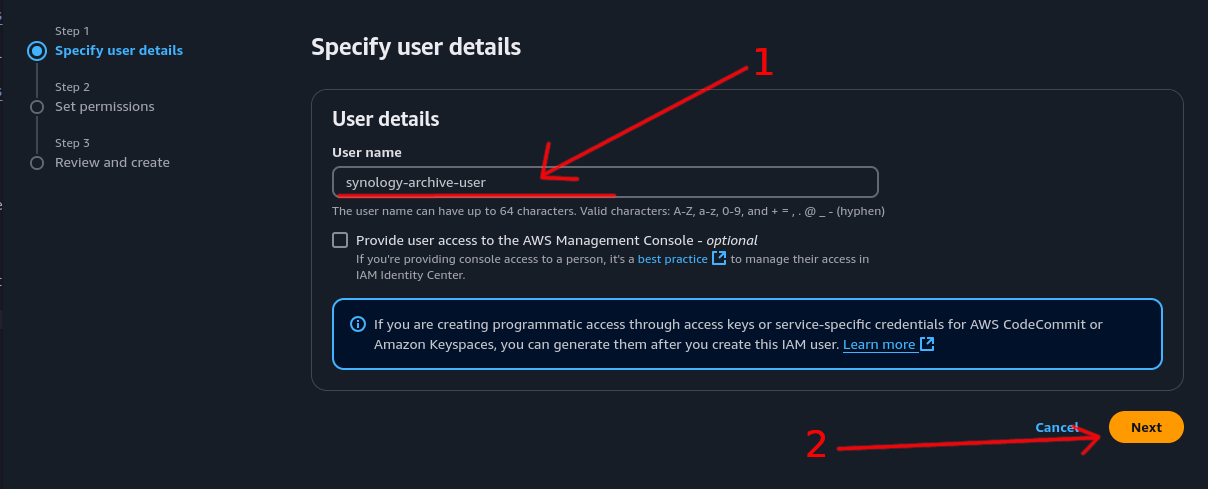 Step 1
Specify user details
Step 2
Set permissions
Step 3
Review and create
Specify user details
1
User details
User name
synology-archive-user
The user name can have up to 64 characters. Valid characters: A-Z, a-z, 0-9, and + = , . @ _ - (hyphen)
Provide user access to the AWS Management Console - optional
If you're providing console access to a person, it's a best practice to manage their access in
IAM Identity Center.
If you are creating programmatic access through access keys or service-specific credentials for AWS CodeCommit or
Amazon Keyspaces, you can generate them after you create this IAM user. Learn more
2
Cancel
Next